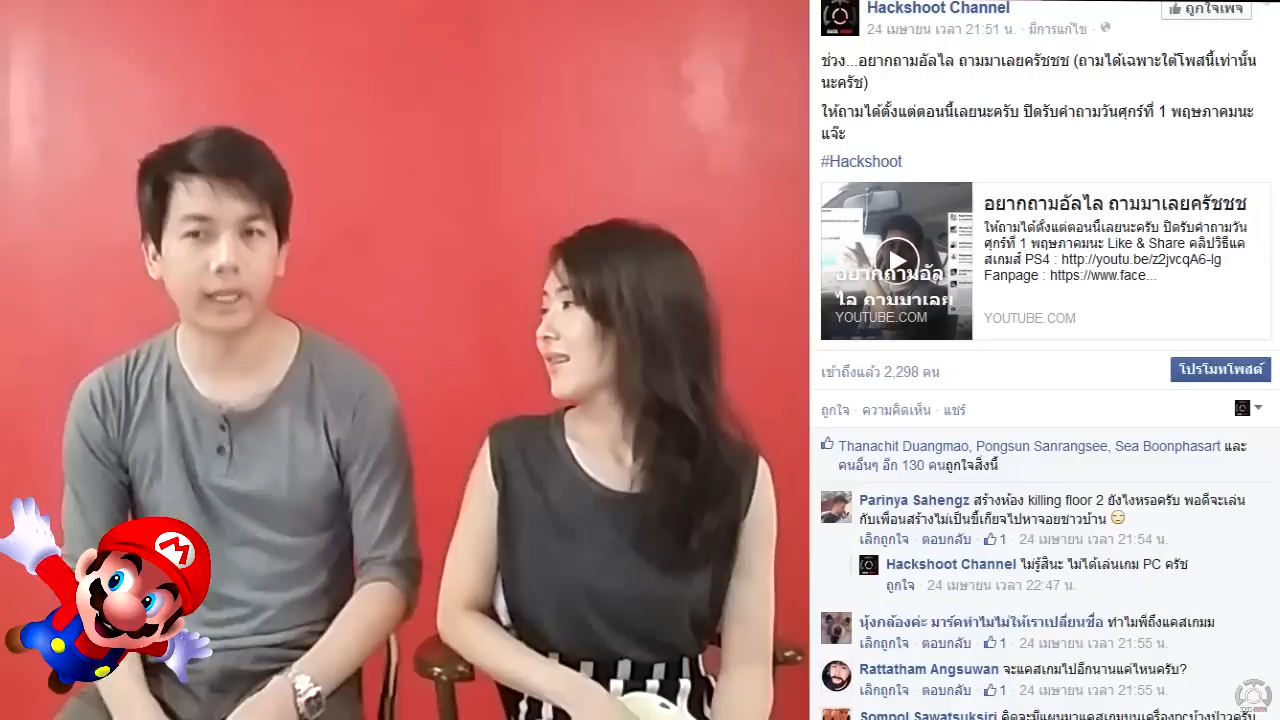 Hackshoot Channel
ถูกใจเพจ
24 เมษายน เวลา 21:51 น. · มีการแก้ไข ·
ช่วง...อยากถามอัลไล ถามมาเลยครัชชช (ถามได้เฉพาะใต้โพสนี้เท่านั้น
นะครัช)
ให้ถามได้ตั้งแต่ตอนนี้เลยนะครับ ปิดรับคำถามวันศุกร์ที่ 1 พฤษภาคมนะ
แจ๊ะ
#Hackshoot
อยากถามอัล
ไล ถามมาเลย
YOUTUBE.COM
อยากถามอัลไล ถามมาเลยครัชชช
ให้ถามได้ตั้งแต่ตอนนี้เลยนะครับ ปิดรับคำถามวัน
ศุกร์ที่ 1 พฤษภาคมนะ Like & Share คลิปวิธีแค
สเกมส์ PS4 : http://youtu.be/z2jvcqA6-lg
Fanpage : https://www.face...
YOUTUBE.COM
เข้าถึงแล้ว 2,298 คน
โปรโมทโพสต์
ถูกใจ · ความคิดเห็น · แชร์
Thanachit Duangmao, Pongsun Sanrangsee, Sea Boonphasart และ
คนอื่นๆ อีก 130 คนถูกใจสิ่งนี้
Parinya Sahengz สร้างห้อง killing floor 2 ยังไงหรอครับ พอดีจะเล่น
กับเพื่อนสร้างไม่เป็นขี้เกียจไปหาจอยชาวบ้าน
เลิกถูกใจ · ตอบกลับ · 1 · 24 เมษายน เวลา 21:54 น.
Hackshoot Channel ไม่รู้สินะ ไม่ได้เล่นเกม PC ครัช
ถูกใจ · 24 เมษายน เวลา 22:47 น.
หุ้งกล้องค่ะ มาร์คทำไมไม่ให้เราเปลี่ยนชื่อ ทำไมพี่ถึงแคสเกมมม
เลิกถูกใจ · ตอบกลับ · 1 · 24 เมษายน เวลา 21:55 น.
Rattatham Angsuwan จะแคสเกมไปอีกนานแค่ไหนครับ?
เลิกถูกใจ · ตอบกลับ · 1 · 24 เมษายน เวลา 21:55 น.
Sompol Sawatsuksiri
M